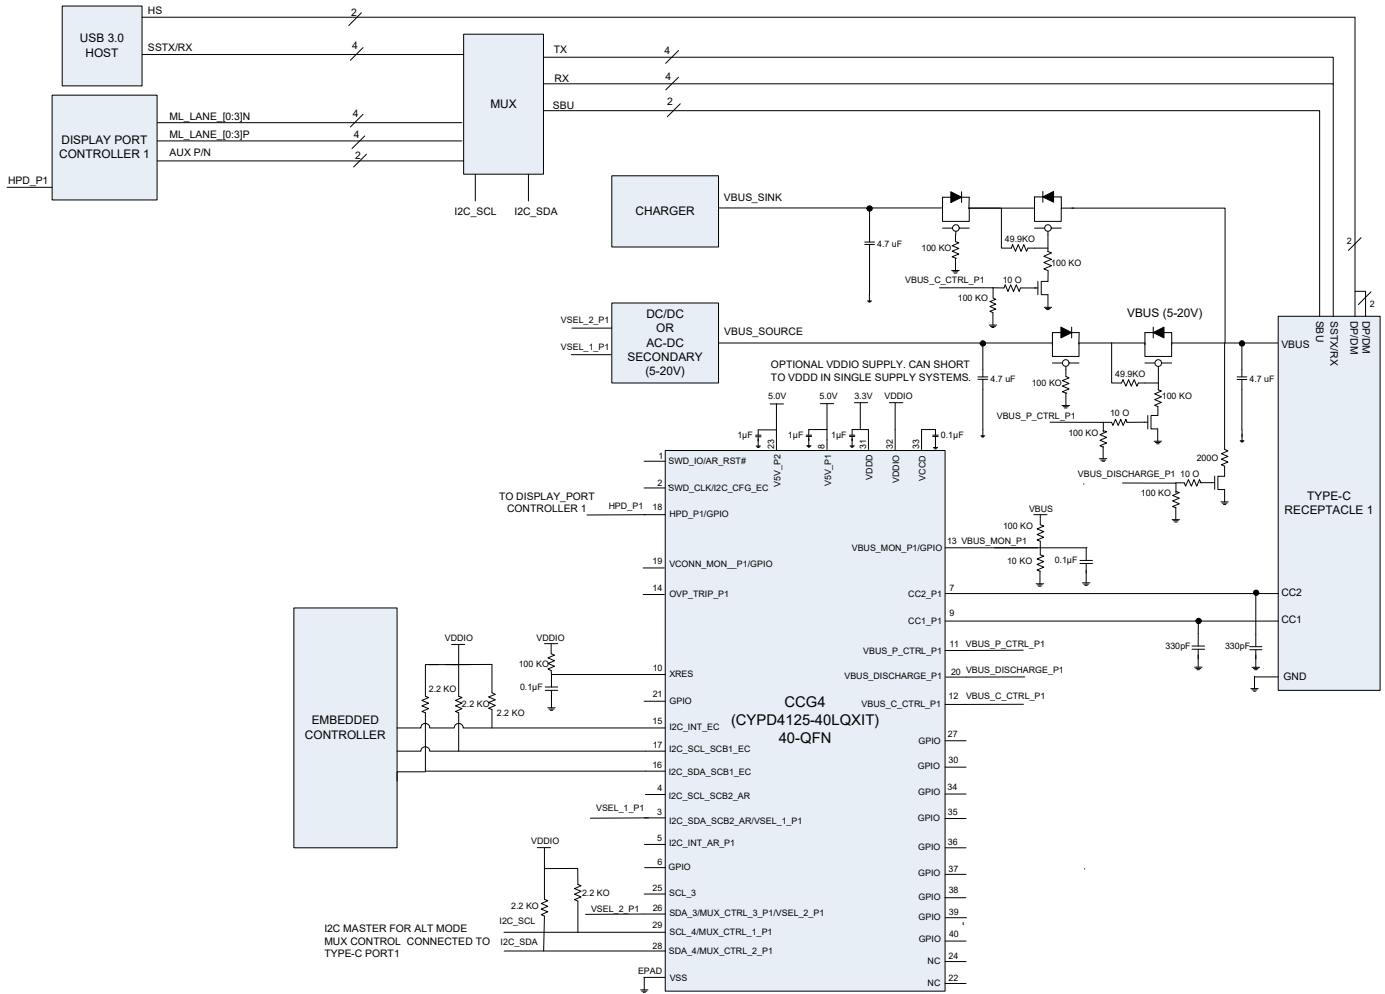 HS
2
USB 3.0
HOST
SSTX/RX
4
MUX
TX
4
RX
4
SBU
2
DISPLAY PORT
CONTROLLER 1
ML_LANE_[0:3]N
4
ML_LANE_[0:3]P
4
AUX P/N
2
HPD_P1
I2C_SCL
I2C_SDA
CHARGER
VBUS_SINK
4.7 uF
100 KO
49.9KO
100 KO
VBUS_C_CTRL_P1
10 O
100 KO
2
2
VSEL_2_P1
VSEL_1_P1
DC/DC
OR
AC-DC
SECONDARY
(5-20V)
VBUS_SOURCE
VBUS (5-20V)
4.7 uF
100 KO
49.9KO
100 KO
4.7 uF
VBUS_P_CTRL_P1
10 O
100 KO
200O
VBUS_DISCHARGE_P1
10 O
100 KO
VBUS
SBU
SSTX/RX
DP/DM
DP/DM
TYPE-C
RECEPTACLE 1
CC2
CC1
GND
OPTIONAL VDDIO SUPPLY. CAN SHORT
TO VDDD IN SINGLE SUPPLY SYSTEMS.
5.0V
5.0V
3.3V
VDDIO
1µF
1µF
1µF
0.1µF
23
8
31
32
33
V5V_P2
V5V_P1
VDDD
VDDIO
VCCD
1 SWD_IO/AR_RST#
2 SWD_CLK/I2C_CFG_EC
TO DISPLAY_PORT
CONTROLLER 1
HPD_P1 18 HPD_P1/GPIO
19 VCONN_MON__P1/GPIO
14 OVP_TRIP_P1
VDDIO
100 KO
0.1µF
10 XRES
21 GPIO
15 I2C_INT_EC
17 I2C_SCL_SCB1_EC
16 I2C_SDA_SCB1_EC
4 I2C_SCL_SCB2_AR
VSEL_1_P1 3 I2C_SDA_SCB2_AR/VSEL_1_P1
5 I2C_INT_AR_P1
6 GPIO
25 SCL_3
VSEL_2_P1 26 SDA_3/MUX_CTRL_3_P1/VSEL_2_P1
29 SCL_4/MUX_CTRL_1_P1
28 SDA_4/MUX_CTRL_2_P1
EPAD VSS
EMBEDDED
CONTROLLER
VDDIO
2.2 KO
2.2 KO
2.2 KO
VDDIO
2.2 KO
2.2 KO
I2C_SCL
I2C_SDA
I2C MASTER FOR ALT MODE
MUX CONTROL CONNECTED TO
TYPE-C PORT1
CCG4
(CYPD4125-40LQXIT)
40-QFN
VBUS
100 KO
10 KO
0.1µF
VBUS_MON_P1/GPIO 13 VBUS_MON_P1
CC2_P1 7
CC1_P1 9
330pF
330pF
VBUS_P_CTRL_P1 11 VBUS_P_CTRL_P1
VBUS_DISCHARGE_P1 20 VBUS_DISCHARGE_P1
VBUS_C_CTRL_P1 12 VBUS_C_CTRL_P1
GPIO 27
GPIO 30
GPIO 34
GPIO 35
GPIO 36
GPIO 37
GPIO 38
GPIO 39
GPIO 40
NC 24
NC 22